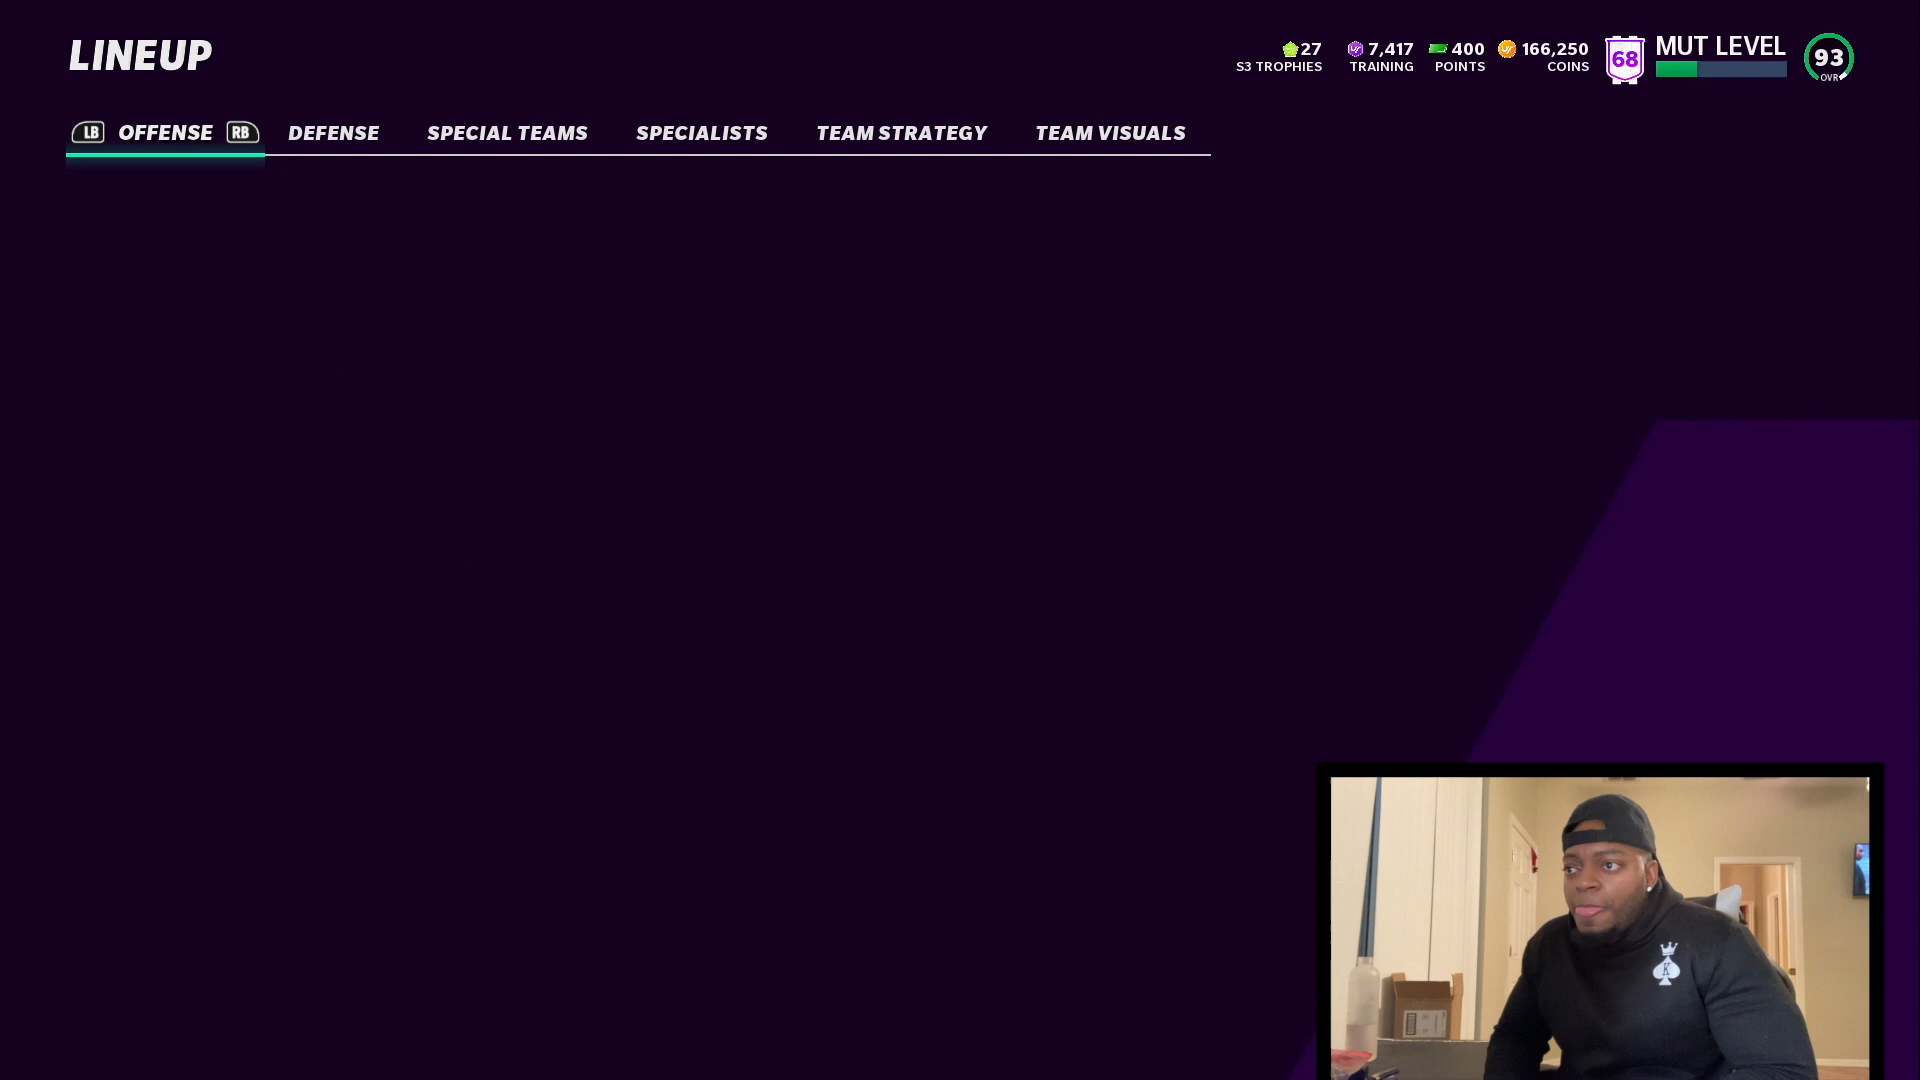 LINEUP
27
S3 TROPHIES
7,417
TRAINING
400
POINTS
166,250
COINS
68
MUT LEVEL
93
OVR
LB OFFENSE RB DEFENSE SPECIAL TEAMS SPECIALISTS TEAM STRATEGY TEAM VISUALS
K